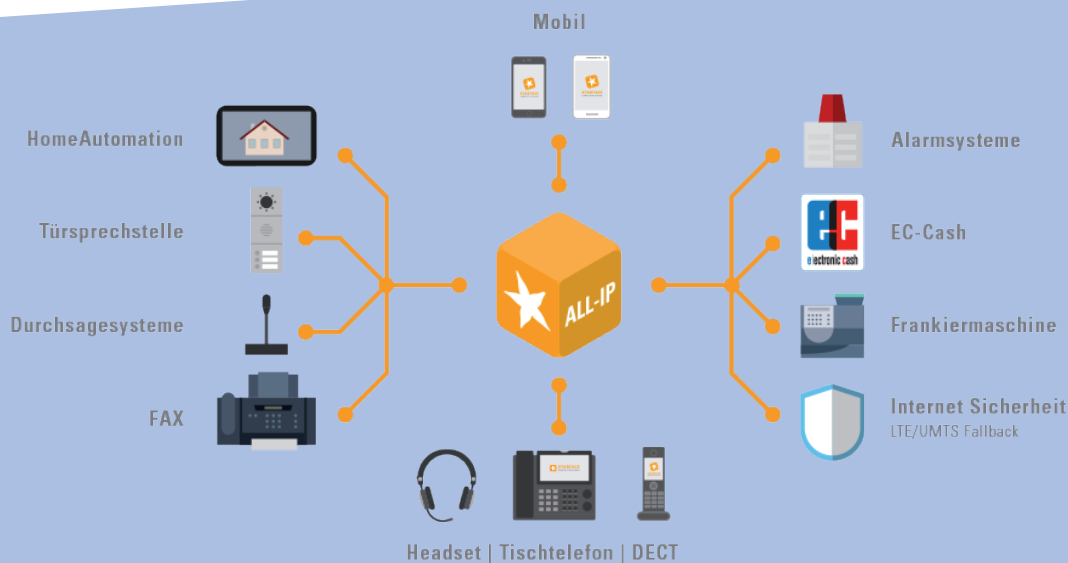 Mobil
HomeAutomation
Türsprechstelle
Durchsagesysteme
FAX
ALL-IP
Alarmsysteme
EC-Cash
ec
electronic cash
Frankiermaschine
Internet Sicherheit
LTE/UMTS Fallback
Headset | Tischtelefon | DECT